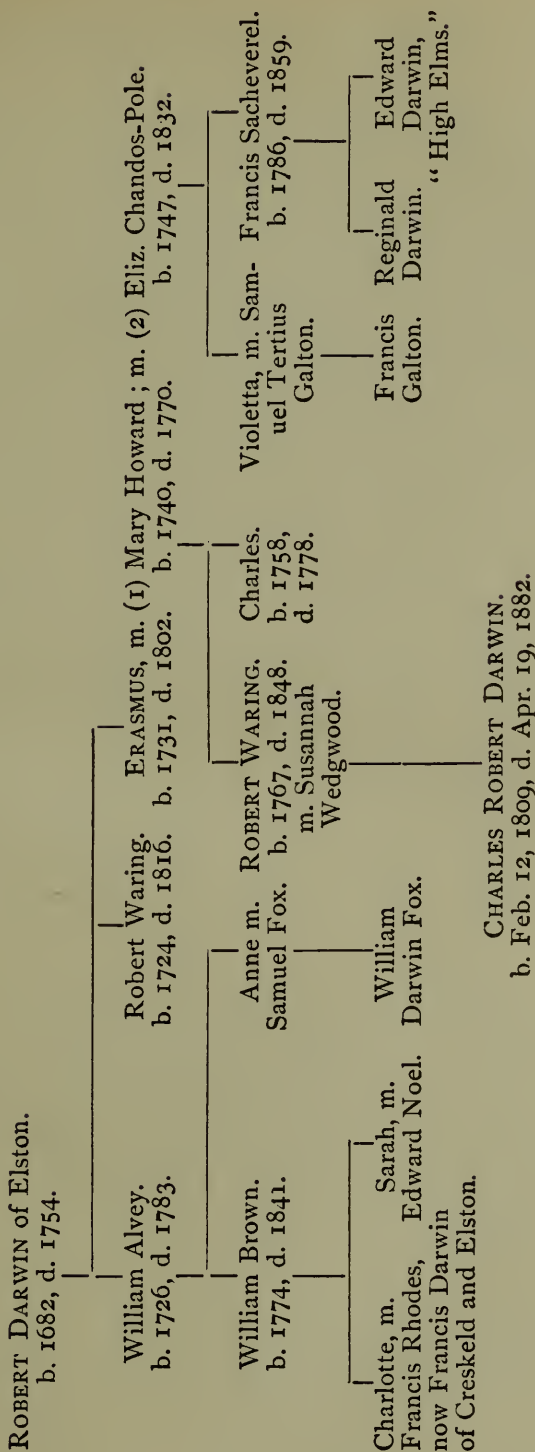 ROBERT DARWIN of Elston.
b. 1682, d. 1754.
William Alvey.
b. 1726, d. 1783.
Robert Waring.
b. 1724, d. 1816.
ERASMUS, m. (1) Mary Howard ; m. (2) Eliz. Chandos-Pole.
b. 1731, d. 1802. b. 1740, d. 1770. b. 1747, d. 1832.
William Brown.
b. 1774, d. 1841.
Anne m.
Samuel Fox.
ROBERT WARING.
b. 1767, d. 1848.
m. Susannah
Wedgwood.
Charles.
b. 1758,
d. 1778.
Violetta, m. Sam-
uel Tertius
Galton.
Francis Sacheverel.
b. 1786, d. 1859.
Charlotte, m.
Francis Rhodes,
now Francis Darwin
of Creskeld and Elston.
Sarah, m.
Edward Noel.
William
Darwin Fox.
Francis
Galton.
Reginald
Darwin.
Edward
Darwin,
“ High Elms.”
CHARLES ROBERT DARWIN.
b. Feb. 12, 1809, d. Apr. 19, 1882.